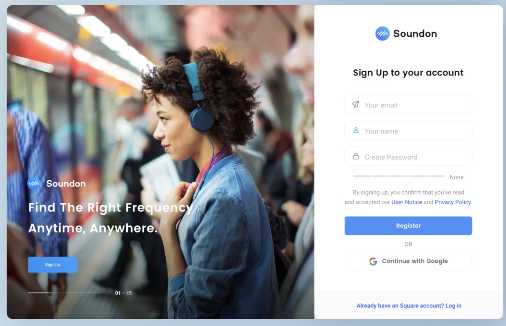 Soundon
Find The Right Frequency
Anytime, Anywhere.
Sign Up
01 05
Soundon
Sign Up to your account
Your email
Your name
Create Password
None
By signing up, you confirm that you've read
and accepted our User Notice and Privacy Policy.
Register
OR
Continue with Google
Already have an Square account? Log in